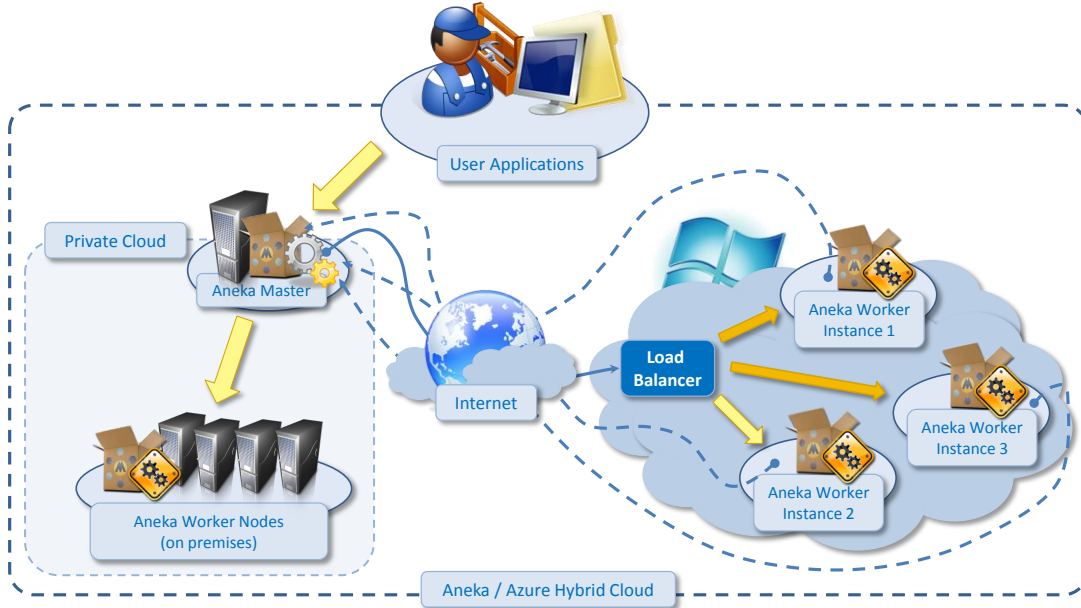 User Applications
Private Cloud
Aneka Master
Internet
Load
Balancer
Aneka Worker
Instance 1
Aneka Worker
Instance 3
Aneka Worker
Instance 2
Aneka Worker Nodes
(on premises)
Aneka / Azure Hybrid Cloud